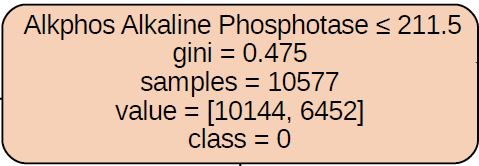 Alkphos Alkaline Phosphotase ≤ 211.5
gini = 0.475
samples = 10577
value = [10144, 6452]
class = 0